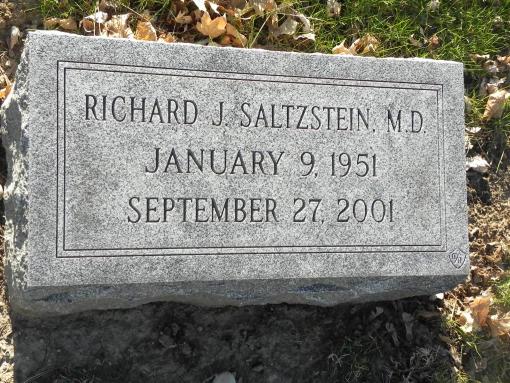 RICHARD J. SALTZSTEIN, M.D.
JANUARY 9, 1951
SEPTEMBER 27, 2001